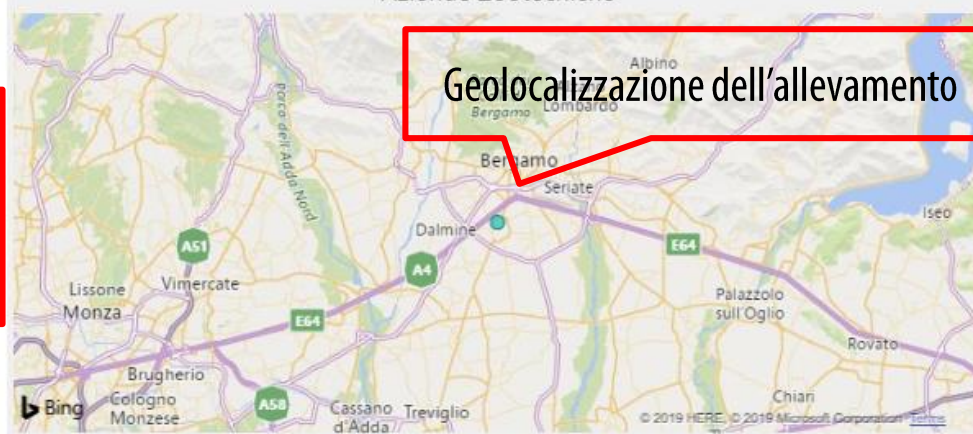 Geolocalizzazione dell'allevamento
Albino
Bergamo
Lombardo
Parco dell'Adda Nord
Bergamo
Seriate
Iseo
Dalmine
A51
E64
A4
Lissone
Vimercate
Monza
Palazzolo
sull'Oglio
E64
Rovato
Brugherio
Chiari
Bing
Cologno
Monzese
A58
Cassano
d'Adda
Treviglio
© 2019 HERE, © 2019 Microsoft Corporation Terms